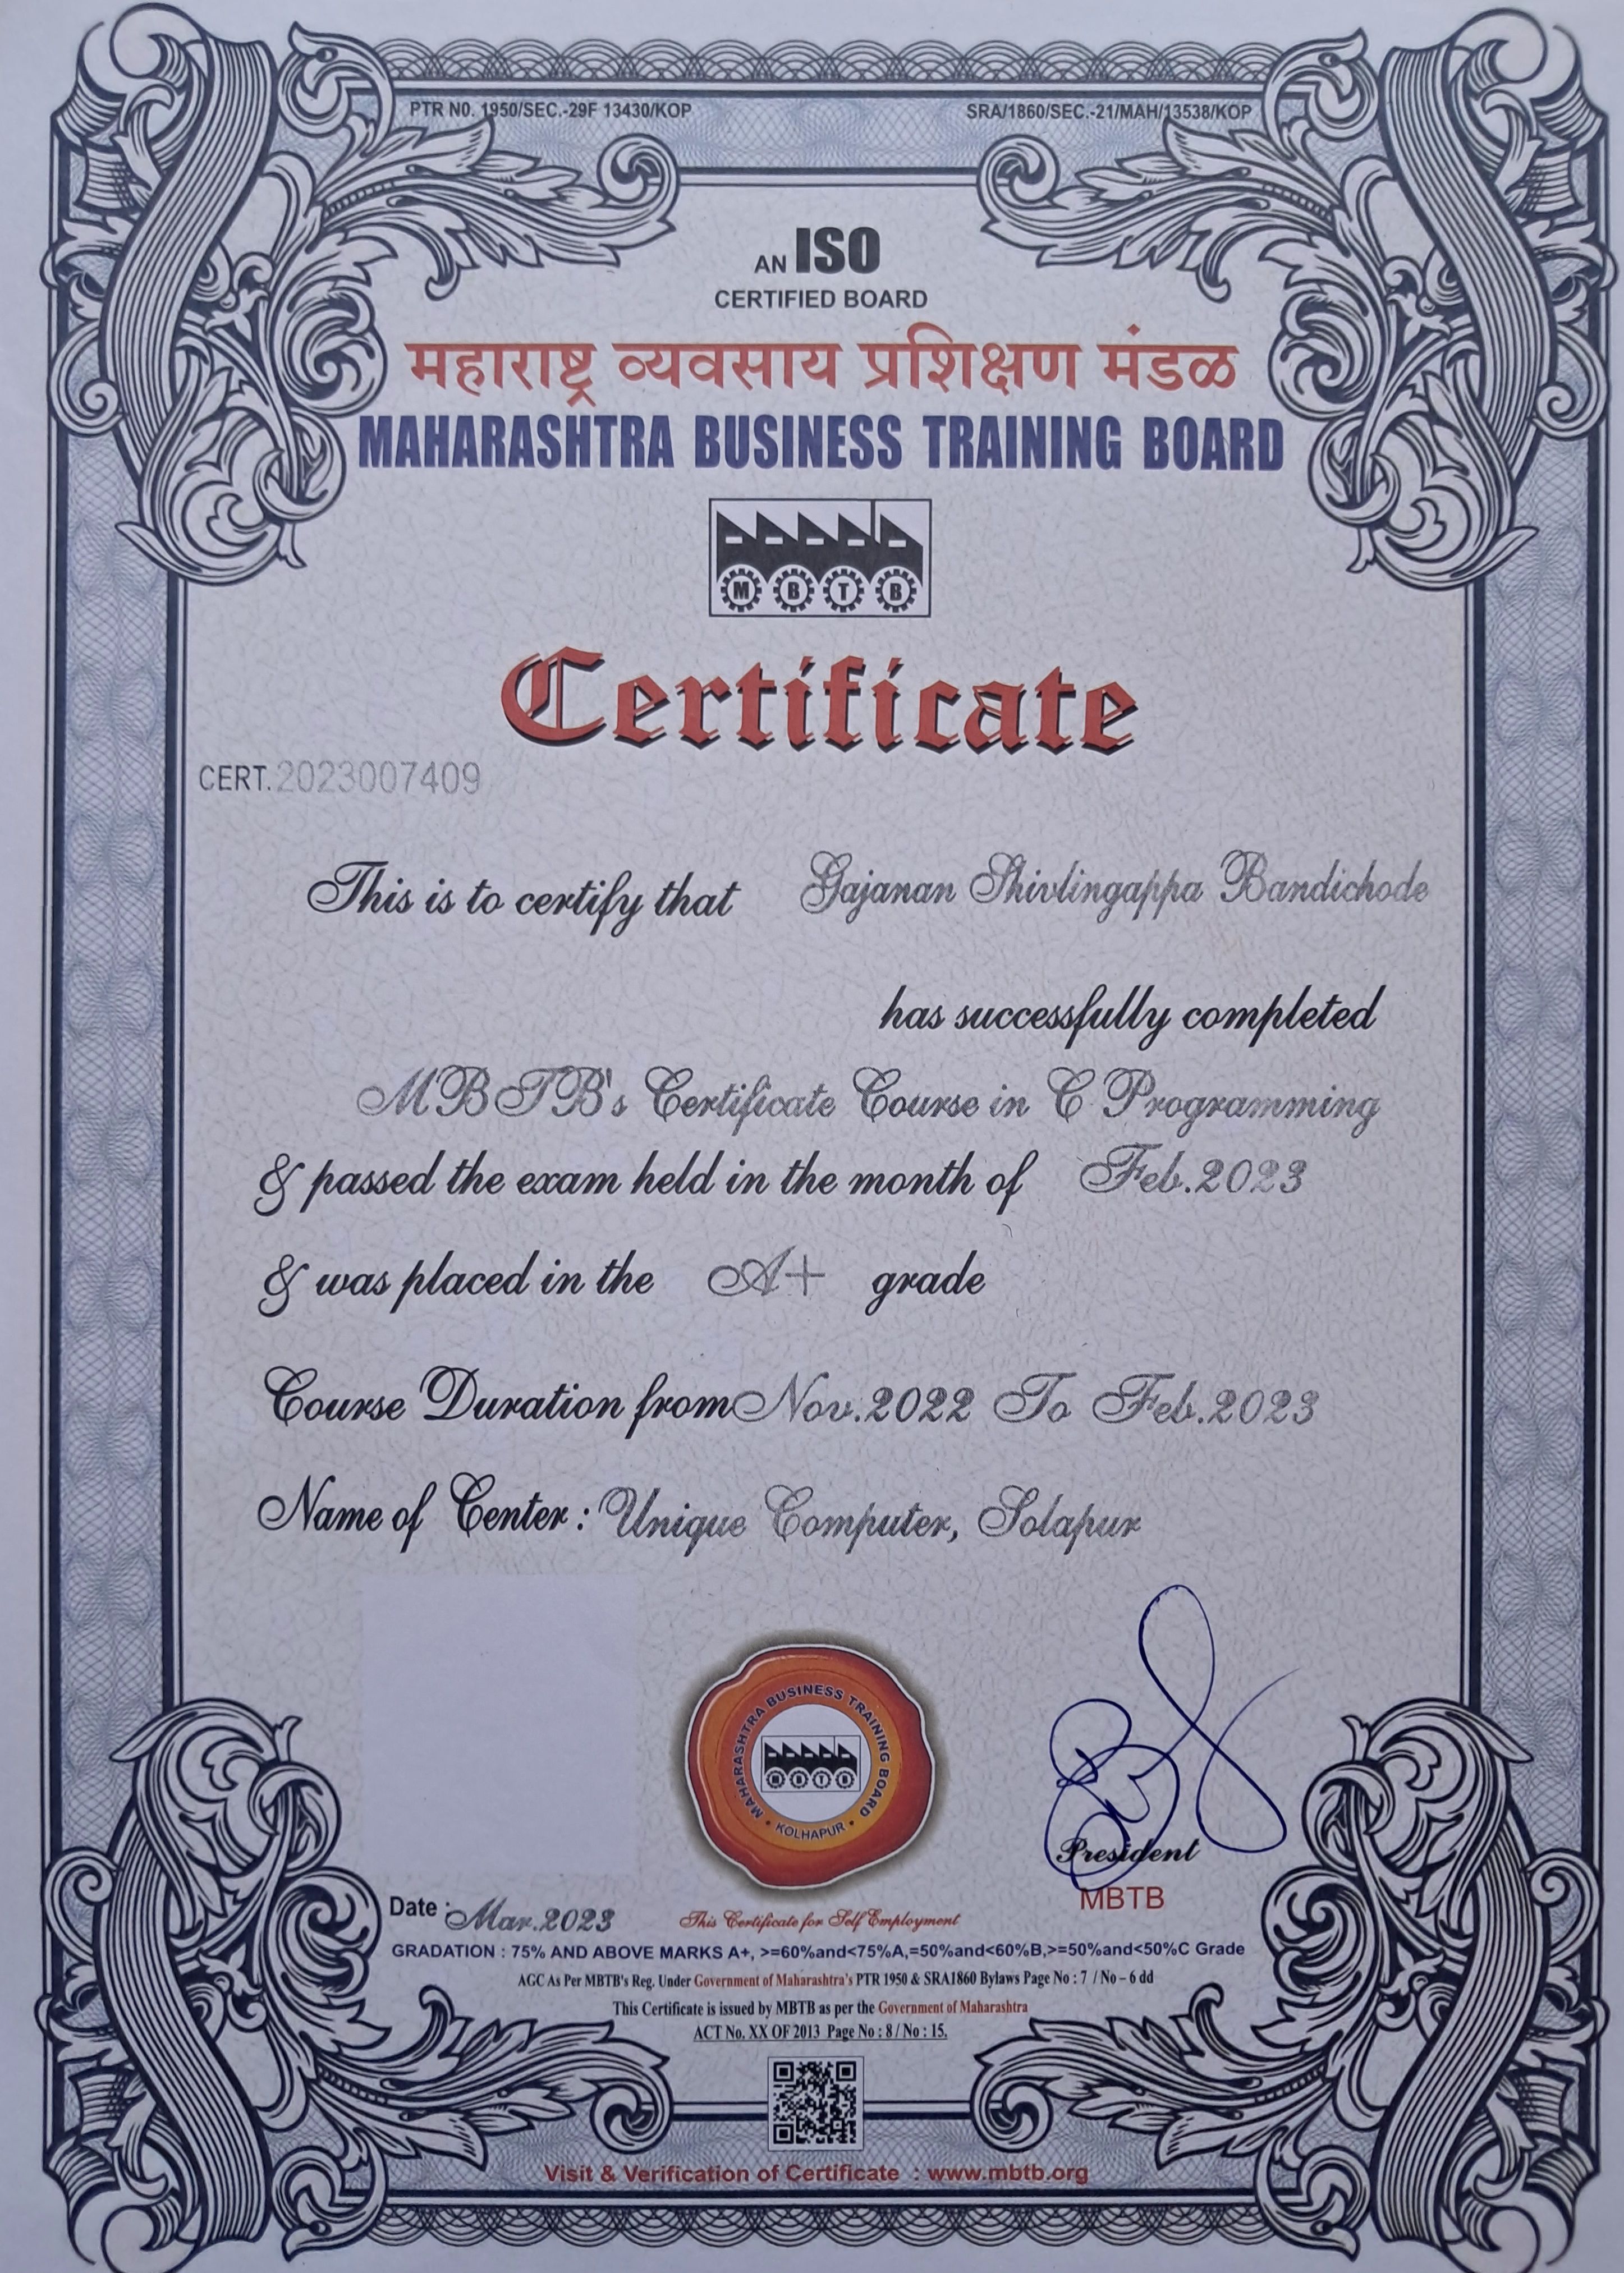 PTR N0. 1950/SEC.-29F 13430/KOP
SRA/1860/SEC.-21/MAH/13538/KOP
AN ISO
CERTIFIED BOARD
महाराष्ट्र व्यवसाय प्रशिक्षण मंडळ
MAHARASHTRA BUSINESS TRAINING BOARD
M B T B
Certificate
CERT.2023007409
This is to certify that Gajanan Shivlingappa Bandichode
has successfully completed
MBTB's Certificate Course in C Programming
& passed the exam held in the month of Feb.2023
& was placed in the A+ grade
Course Duration from Nov.2022 To Feb.2023
Name of Center : Unique Computer, Solapur
MAHARASHTRA BUSINESS TRAINING BOARD
M B T B
• KOLHAPUR •
President
MBTB
Date : Mar.2023
This Certificate for Self Employment
GRADATION : 75% AND ABOVE MARKS A+, >=60%and<75%A,=50%and<60%B,>=50%and<50%C Grade
AGC As Per MBTB's Reg. Under Government of Maharashtra's PTR 1950 & SRA1860 Bylaws Page No : 7 / No – 6 dd
This Certificate is issued by MBTB as per the Government of Maharashtra
ACT No. XX OF 2013 Page No : 8 / No : 15.
Visit & Verification of Certificate : www.mbtb.org